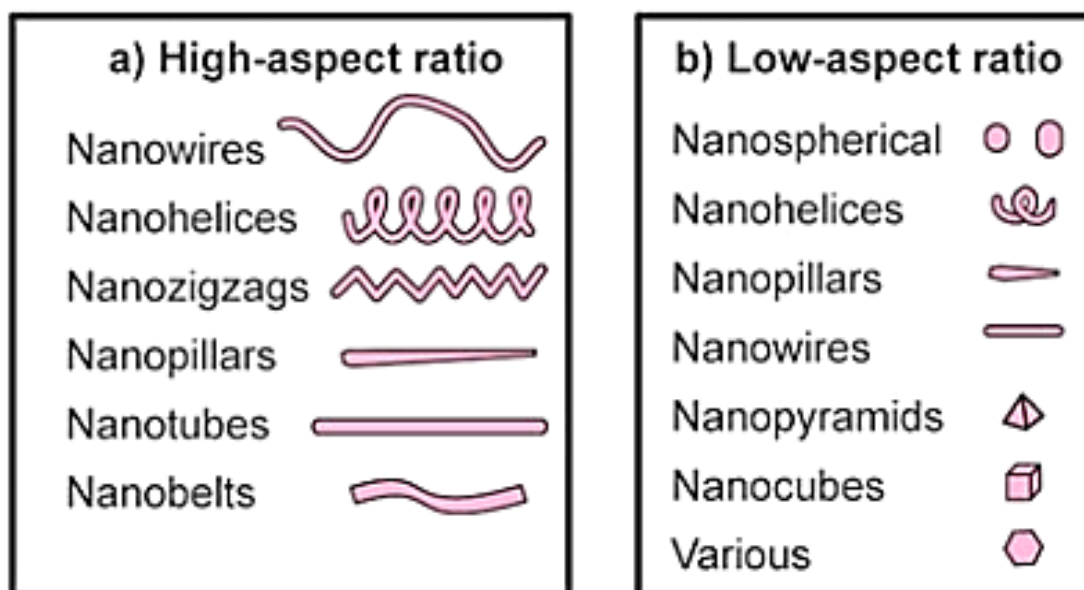 a) High-aspect ratio
Nanowires
Nanohelices
Nanozigzags
Nanopillars
Nanotubes
Nanobelts
b) Low-aspect ratio
Nanospherical
Nanohelices
Nanopillars
Nanowires
Nanopyramids
Nanocubes
Various